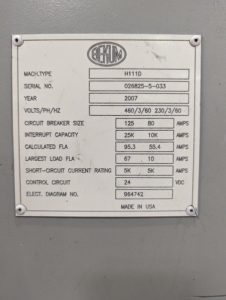 BEKUM
MACH.TYPE H111D
SERIAL NO. 026825-5-033
YEAR 2007
VOLTS/PH/HZ 460/3/60 230/3/60
CIRCUIT BREAKER SIZE 125 80 AMPS
INTERRUPT CAPACITY 25K 10K AMPS
CALCULATED FLA 95.3 55.4 AMPS
LARGEST LOAD FLA 67 10 AMPS
SHORT-CIRCUIT CURRENT RATING 5K 5K AMPS
CONTROL CIRCUIT 24 VDC
ELECT. DIAGRAM NO. 964742
MADE IN USA